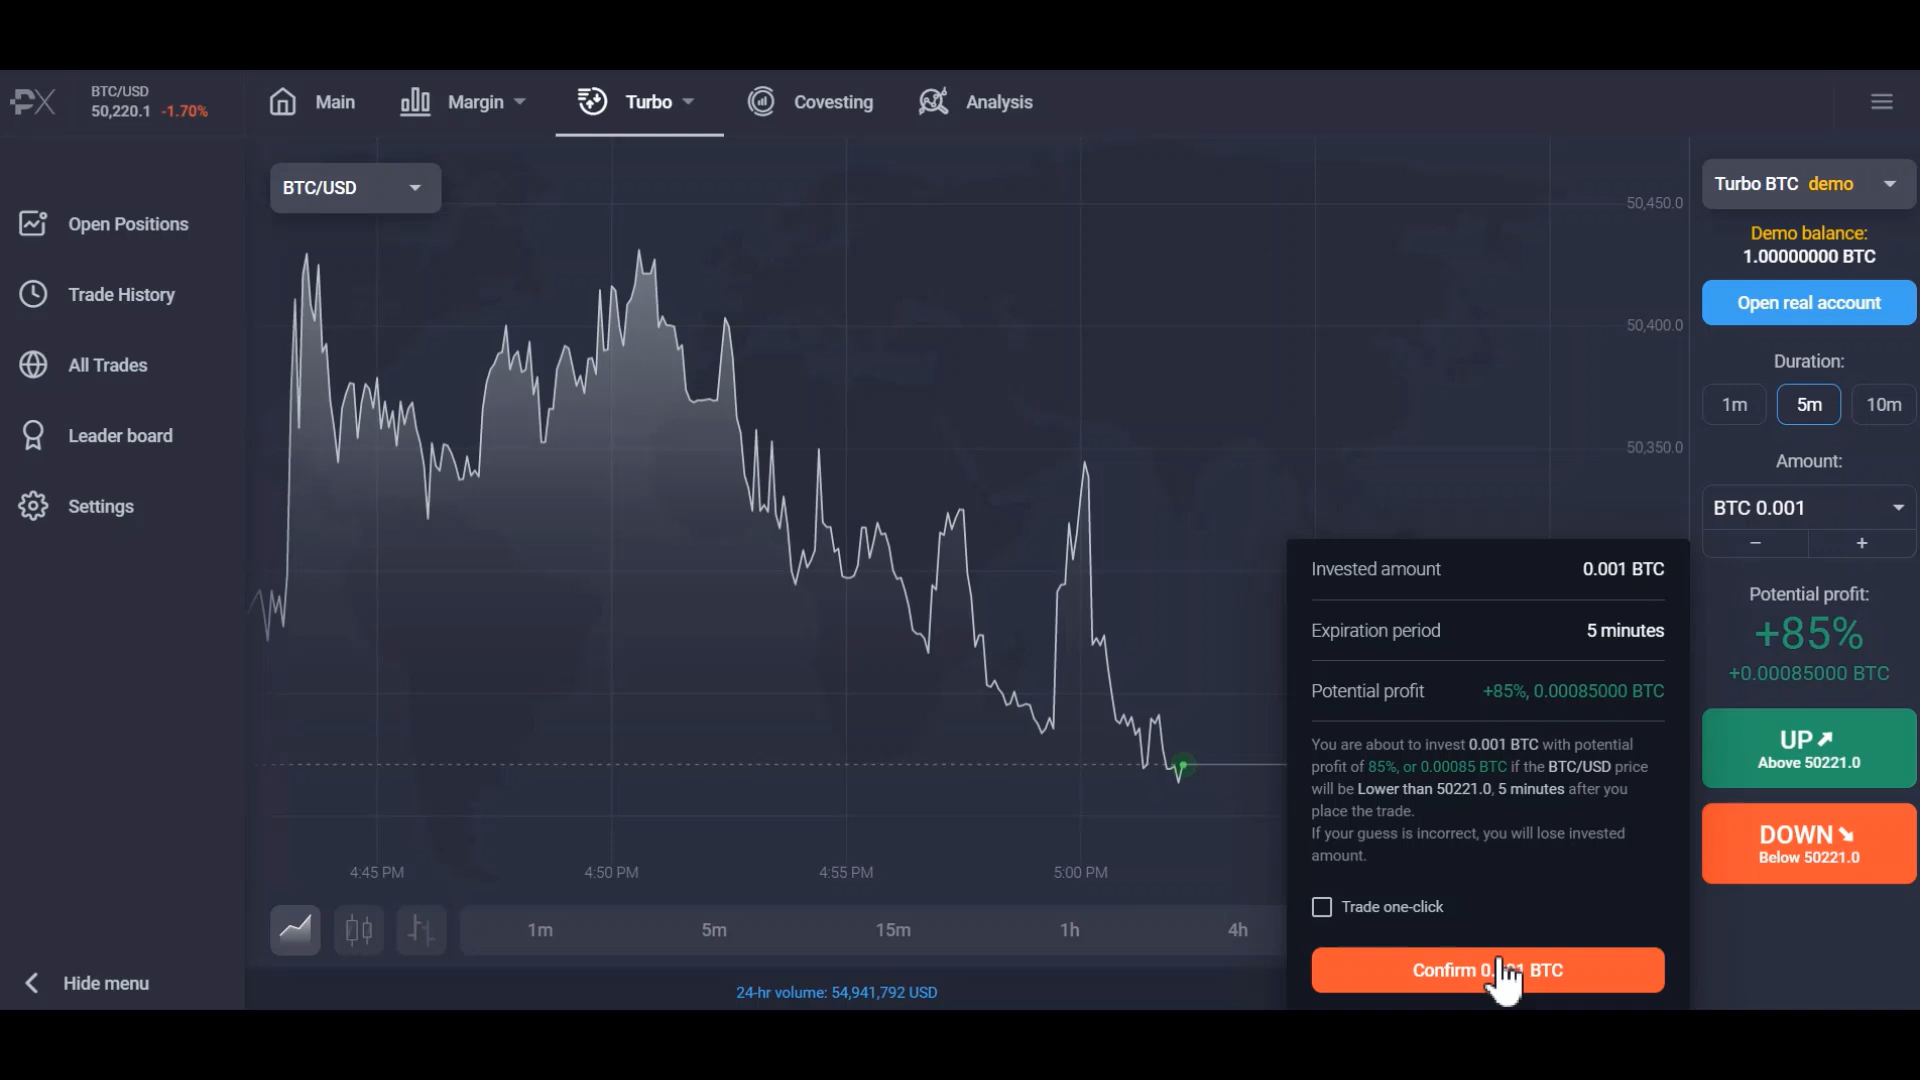 PX
BTC/USD
50,220.1 -1.70%
Main
Margin
Turbo
Covesting
Analysis
Open Positions
Trade History
All Trades
Leader board
Settings
Hide menu
BTC/USD
50,450.0
50,400.0
50,350.0
4:45 PM
4:50 PM
4:55 PM
5:00 PM
1m
5m
15m
1h
4h
24-hr volume: 54,941,792 USD
Invested amount 0.001 BTC
Expiration period 5 minutes
Potential profit +85%, 0.00085000 BTC
You are about to invest 0.001 BTC with potential
profit of 85%, or 0.00085 BTC if the BTC/USD price
will be Lower than 50221.0, 5 minutes after you
place the trade.
If your guess is incorrect, you will lose invested
amount.
Trade one-click
Confirm BTC
Turbo BTC demo
Demo balance:
1.00000000 BTC
Open real account
Duration:
1m 5m 10m
Amount:
BTC 0.001
− +
Potential profit:
+85%
+0.00085000 BTC
UP
Above 50221.0
DOWN
Below 50221.0